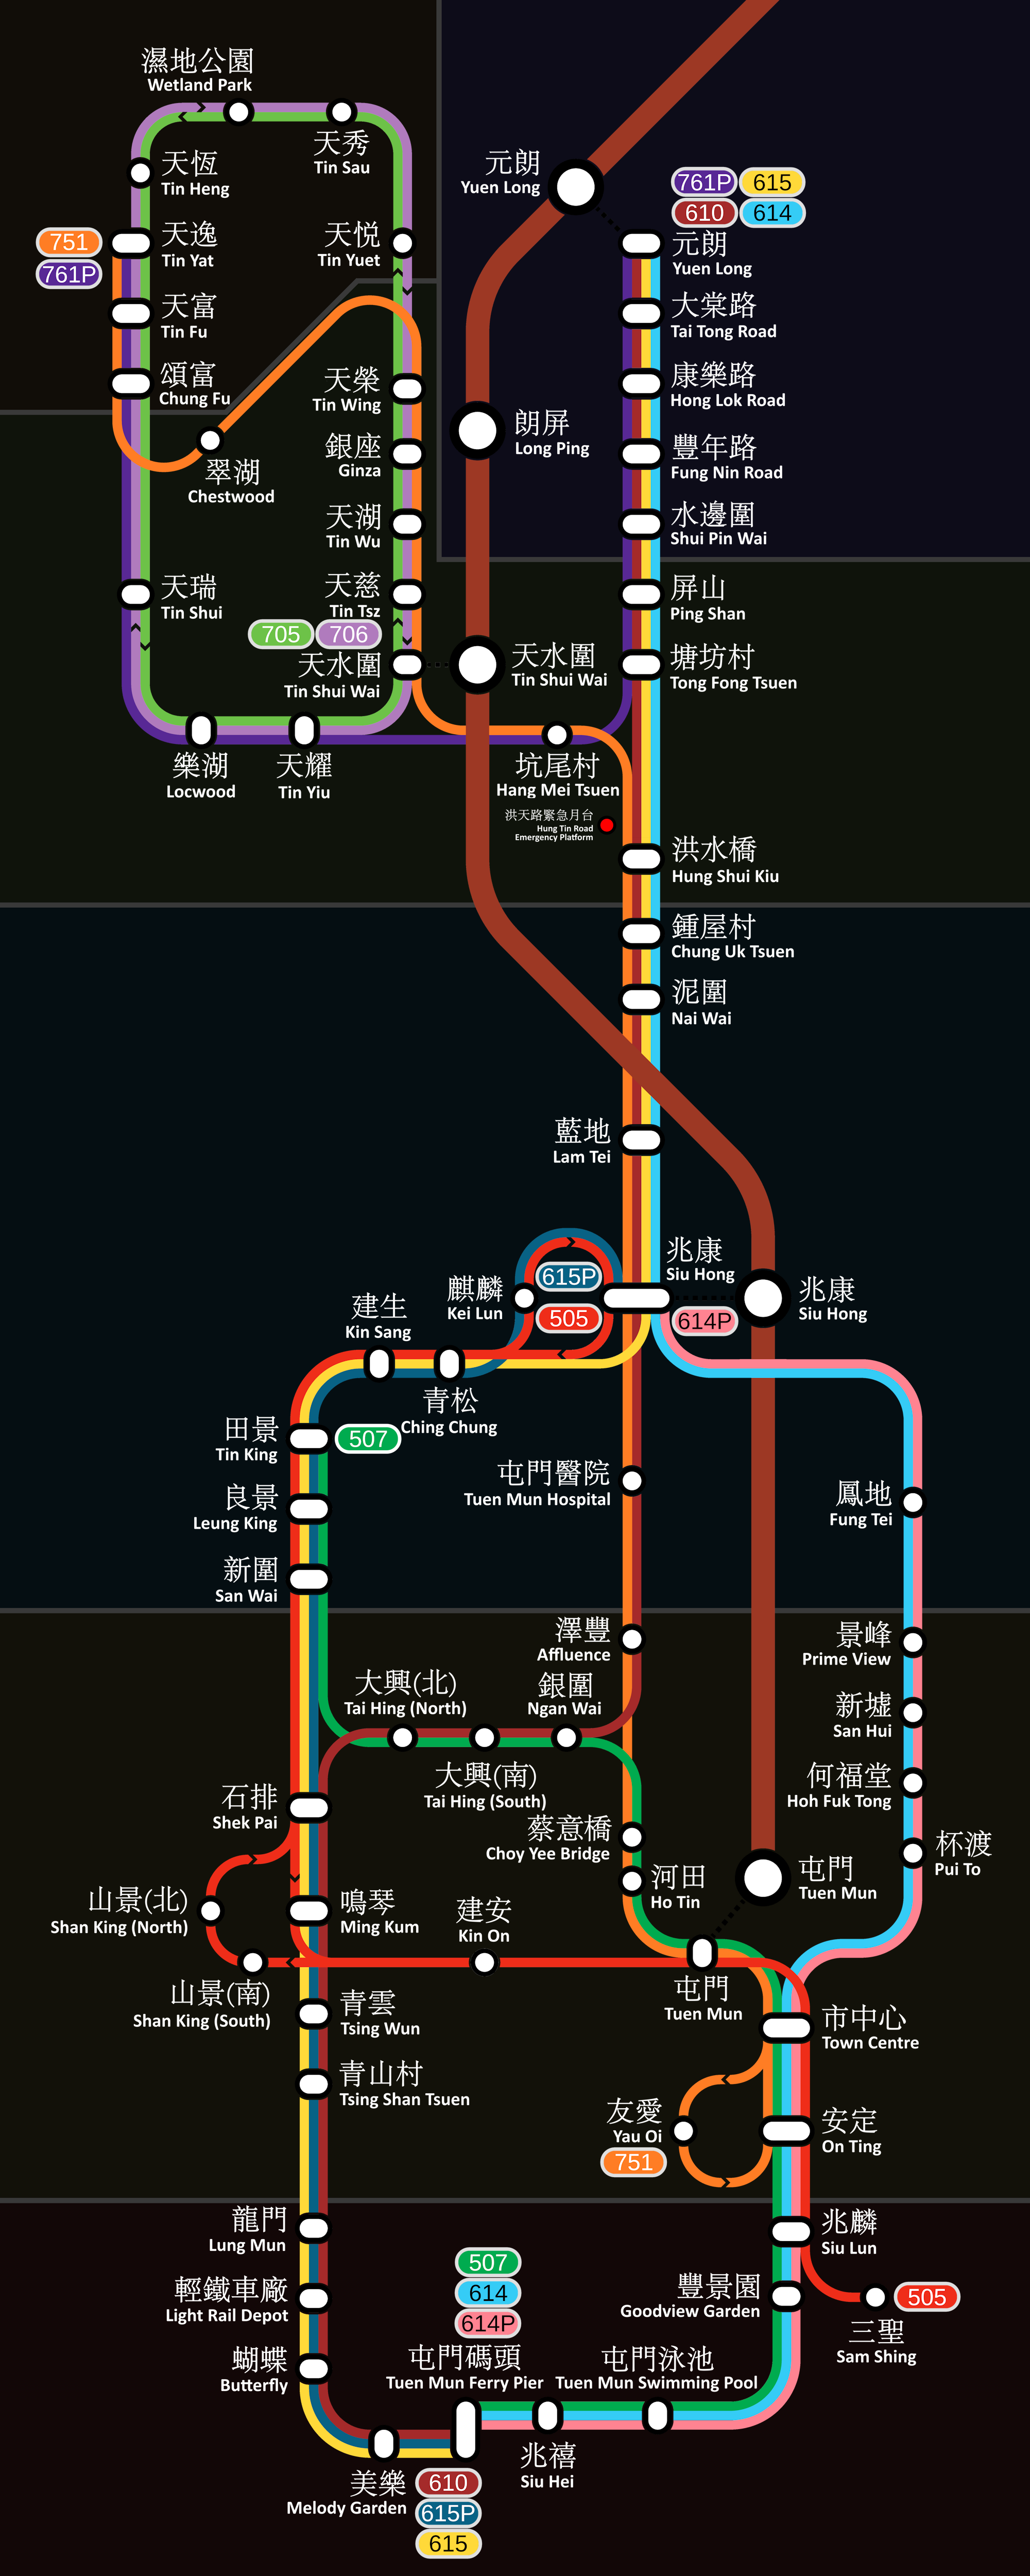 濕地公園
Wetland Park
天秀
Tin Sau
天恆
Tin Heng
751
761P
天逸
Tin Yat
天悦
Tin Yuet
天富
Tin Fu
頌富
Chung Fu
天榮
Tin Wing
翠湖
Chestwood
銀座
Ginza
天湖
Tin Wu
天瑞
Tin Shui
天慈
Tin Tsz
705
706
天水圍
Tin Shui Wai
樂湖
Locwood
天耀
Tin Yiu
元朗
Yuen Long
761P
615
610
614
元朗
Yuen Long
大棠路
Tai Tong Road
康樂路
Hong Lok Road
朗屏
Long Ping
豐年路
Fung Nin Road
水邊圍
Shui Pin Wai
屏山
Ping Shan
天水圍
Tin Shui Wai
塘坊村
Tong Fong Tsuen
坑尾村
Hang Mei Tsuen
洪天路緊急月台
Hung Tin Road
Emergency Platform
洪水橋
Hung Shui Kiu
鍾屋村
Chung Uk Tsuen
泥圍
Nai Wai
藍地
Lam Tei
兆康
Siu Hong
614P
兆康
Siu Hong
麒麟
Kei Lun
615P
505
建生
Kin Sang
青松
Ching Chung
田景
Tin King
507
良景
Leung King
新圍
San Wai
屯門醫院
Tuen Mun Hospital
鳳地
Fung Tei
澤豐
Affluence
景峰
Prime View
大興(北)
Tai Hing (North)
銀圍
Ngan Wai
新墟
San Hui
大興(南)
Tai Hing (South)
何福堂
Hoh Fuk Tong
石排
Shek Pai
蔡意橋
Choy Yee Bridge
杯渡
Pui To
河田
Ho Tin
屯門
Tuen Mun
山景(北)
Shan King (North)
鳴琴
Ming Kum
建安
Kin On
山景(南)
Shan King (South)
屯門
Tuen Mun
青雲
Tsing Wun
市中心
Town Centre
青山村
Tsing Shan Tsuen
友愛
Yau Oi
751
安定
On Ting
龍門
Lung Mun
兆麟
Siu Lun
輕鐵車廠
Light Rail Depot
507
614
614P
豐景園
Goodview Garden
505
三聖
Sam Shing
蝴蝶
Butterfly
屯門碼頭
Tuen Mun Ferry Pier
屯門泳池
Tuen Mun Swimming Pool
兆禧
Siu Hei
美樂
Melody Garden
610
615P
615